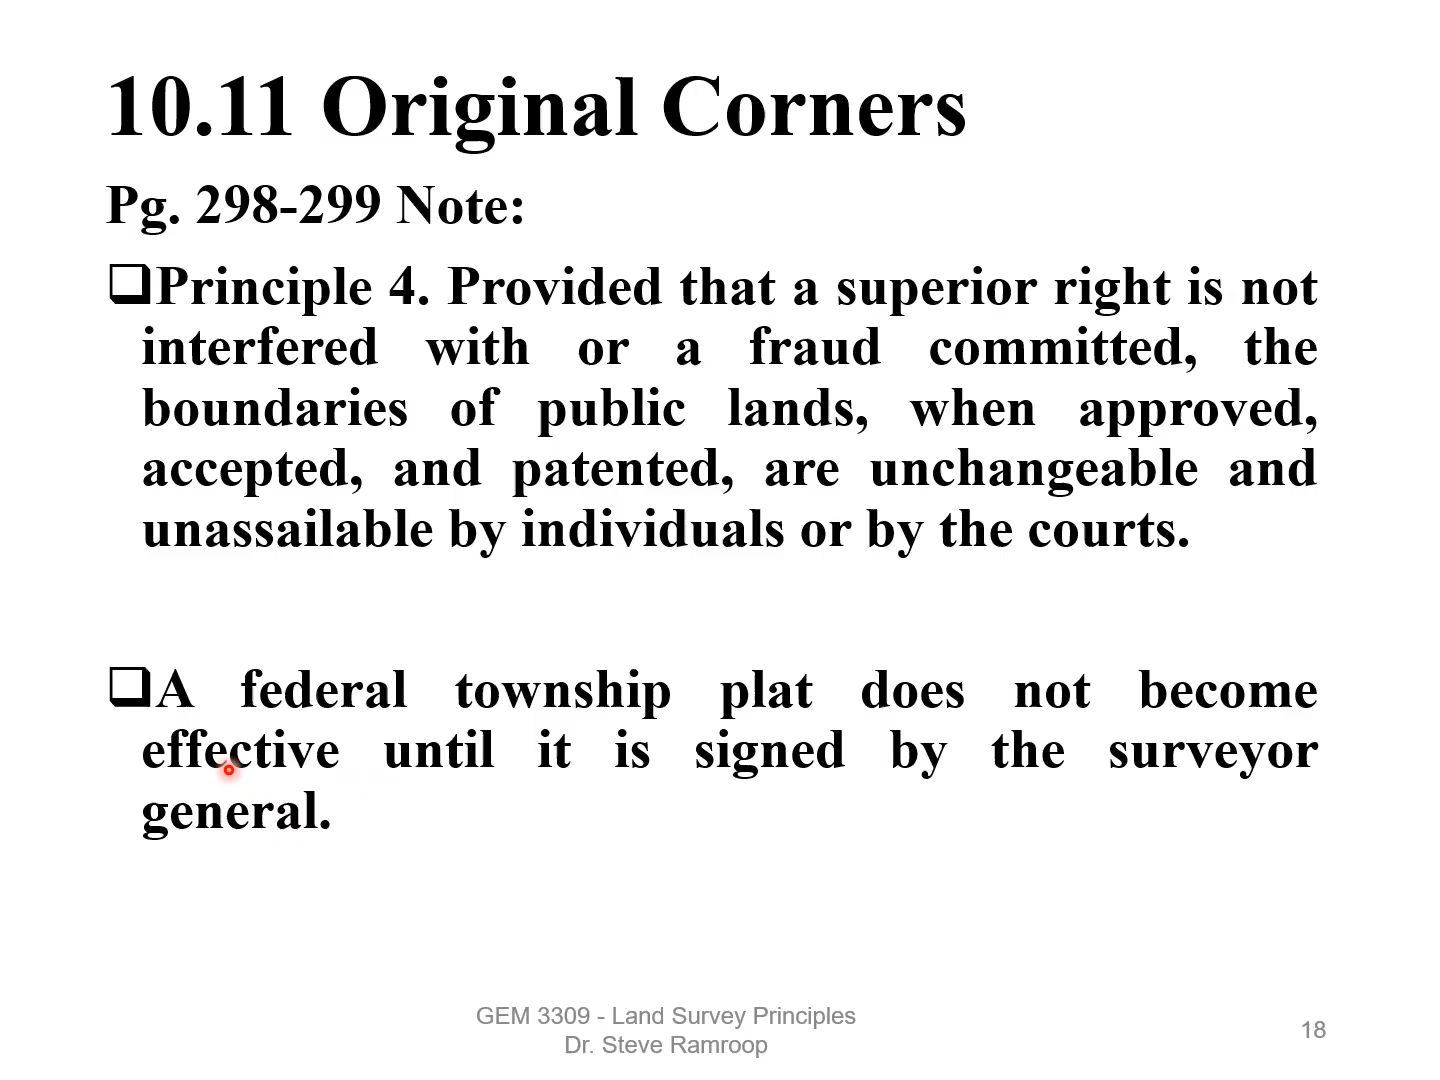 10.11 Original Corners
Pg. 298-299 Note:
❑Principle 4. Provided that a superior right is not
interfered with or a fraud committed, the
boundaries of public lands, when approved,
accepted, and patented, are unchangeable and
unassailable by individuals or by the courts.
❑A federal township plat does not become
effective until it is signed by the surveyor
general.
GEM 3309 - Land Survey Principles
Dr. Steve Ramroop
18